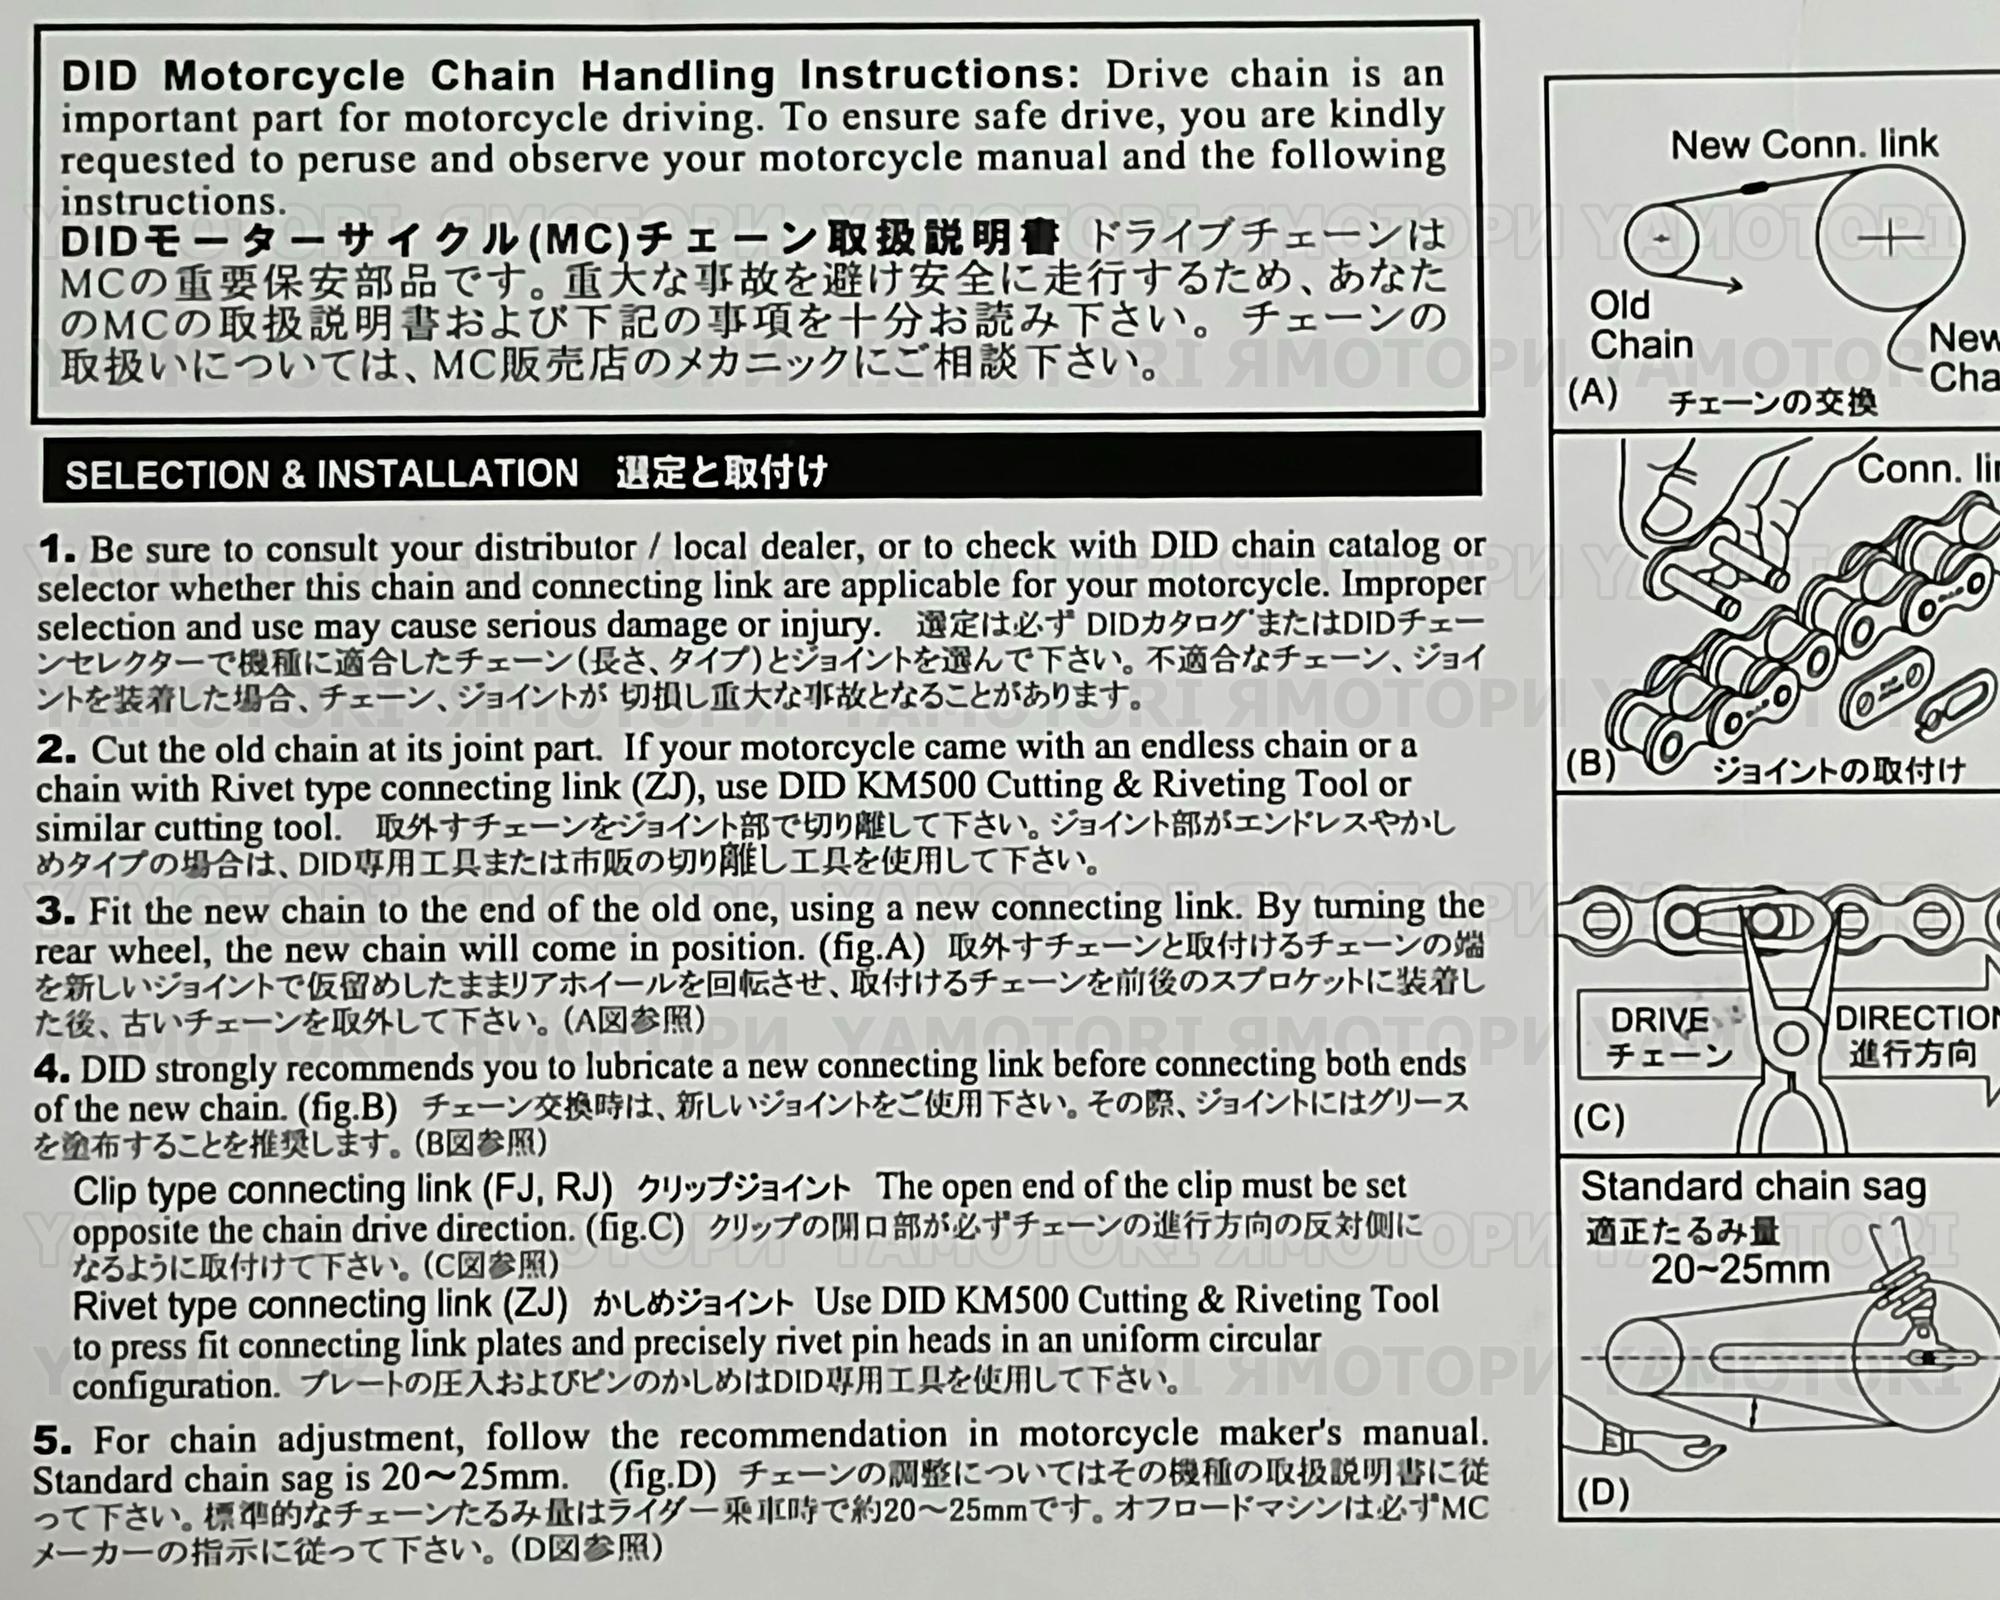 DID Motorcycle Chain Handling Instructions: Drive chain is an
important part for motorcycle driving. To ensure safe drive, you are kindly
requested to peruse and observe your motorcycle manual and the following
instructions.
DIDモーターサイクル(MC)チェーン取扱説明書 ドライブチェーンは
MCの重要保安部品です。重大な事故を避け安全に走行するため、あなた
のMCの取扱説明書および下記の事項を十分お読み下さい。チェーンの
取扱いについては、MC販売店のメカニックにご相談下さい。
SELECTION & INSTALLATION 選定と取付け
1. Be sure to consult your distributor / local dealer, or to check with DID chain catalog or
selector whether this chain and connecting link are applicable for your motorcycle. Improper
selection and use may cause serious damage or injury. 選定は必ず DIDカタログまたはDIDチェー
ンセレクターで機種に適合したチェーン(長さ、タイプ)とジョイントを選んで下さい。不適合なチェーン、ジョイ
ントを装着した場合、チェーン、ジョイントが 切損し重大な事故となることがあります。
2. Cut the old chain at its joint part. If your motorcycle came with an endless chain or a
chain with Rivet type connecting link (ZJ), use DID KM500 Cutting & Riveting Tool or
similar cutting tool. 取外すチェーンをジョイント部で切り離して下さい。ジョイント部がエンドレスやかし
めタイプの場合は、DID専用工具または市販の切り離し工具を使用して下さい。
3. Fit the new chain to the end of the old one, using a new connecting link. By turning the
rear wheel, the new chain will come in position. (fig.A) 取外すチェーンと取付けるチェーンの端
を新しいジョイントで仮留めしたままリアホイールを回転させ、取付けるチェーンを前後のスプロケットに装着し
た後、古いチェーンを取外して下さい。(A図参照)
4. DID strongly recommends you to lubricate a new connecting link before connecting both ends
of the new chain. (fig.B) チェーン交換時は、新しいジョイントをご使用下さい。その際、ジョイントにはグリース
を塗布することを推奨します。(B図参照)
Clip type connecting link (FJ, RJ) クリップジョイント The open end of the clip must be set
opposite the chain drive direction. (fig.C) クリップの開口部が必ずチェーンの進行方向の反対側に
なるように取付けて下さい。(C図参照)
Rivet type connecting link (ZJ) かしめジョイント Use DID KM500 Cutting & Riveting Tool
to press fit connecting link plates and precisely rivet pin heads in an uniform circular
configuration. プレートの圧入およびピンのかしめはDID専用工具を使用して下さい。
5. For chain adjustment, follow the recommendation in motorcycle maker's manual.
Standard chain sag is 20～25mm. (fig.D) チェーンの調整についてはその機種の取扱説明書に従
って下さい。標準的なチェーンたるみ量はライダー乗車時で約20～25mmです。オフロードマシンは必ずMC
メーカーの指示に従って下さい。(D図参照)
New Conn. link
Old
Chain
New
Cha
(A) チェーンの交換
Conn. lin
(B) ジョイントの取付け
DRIVE DIRECTION
チェーン 進行方向
(C)
Standard chain sag
適正たるみ量
20~25mm
(D)
YAMOTORI ЯMOTOPИ YAMOTORI ЯMOTOPИ YAMOTORI
YAMOTORI ЯMOTOPИ YAMOTORI ЯMOTOPИ YAMOTORI
YAMOTORI ЯMOTOPИ YAMOTORI ЯMOTOPИ YAMOTORI
YAMOTORI ЯMOTOPИ YAMOTORI ЯMOTOPИ YAMOTORI
YAMOTORI ЯMOTOPИ YAMOTORI ЯMOTOPИ YAMOTORI
YAMOTORI ЯMOTOPИ YAMOTORI ЯMOTOPИ YAMOTORI
YAMOTORI ЯMOTOPИ YAMOTORI ЯMOTOPИ YAMOTORI
YAMOTORI ЯMOTOPИ YAMOTORI ЯMOTOPИ YAMOTORI